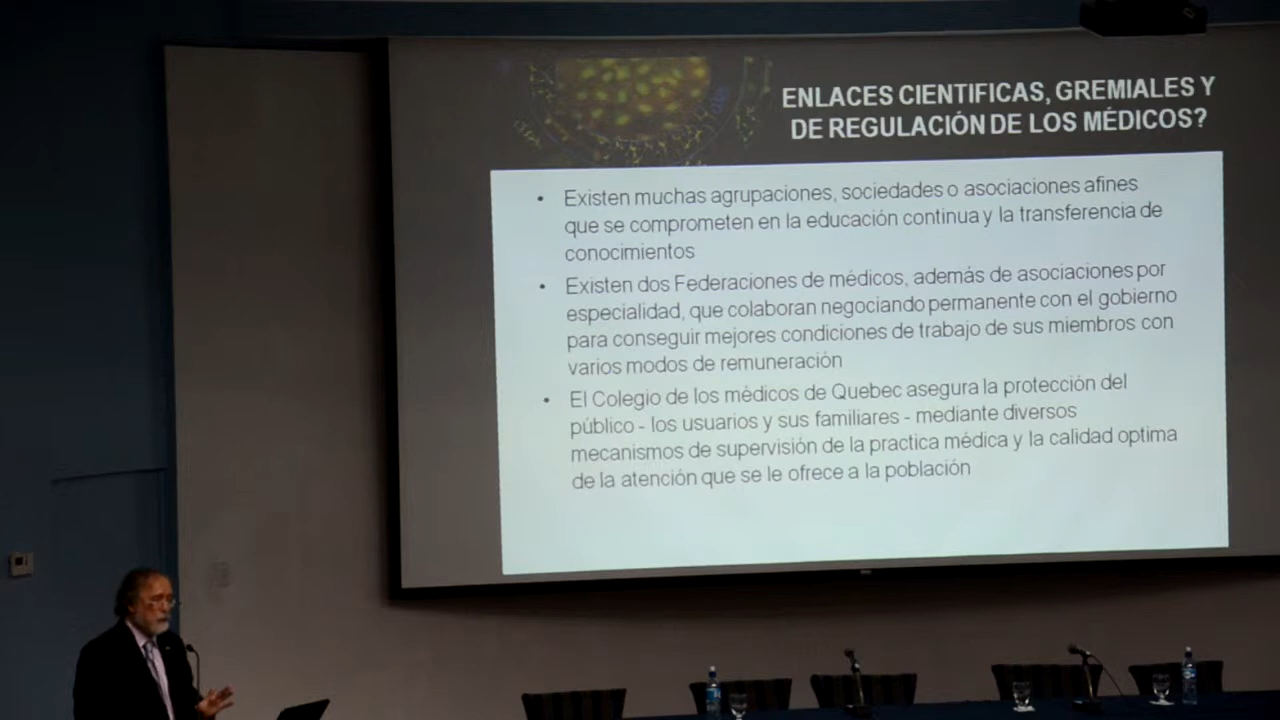 ENLACES CIENTIFICAS, GREMIALES Y
DE REGULACIÓN DE LOS MÉDICOS?
• Existen muchas agrupaciones, sociedades o asociaciones afines
que se comprometen en la educación continua y la transferencia de
conocimientos
• Existen dos Federaciones de médicos, además de asociaciones por
especialidad, que colaboran negociando permanente con el gobierno
para conseguir mejores condiciones de trabajo de sus miembros con
varios modos de remuneración
• El Colegio de los médicos de Quebec asegura la protección del
público - los usuarios y sus familiares - mediante diversos
mecanismos de supervisión de la practica médica y la calidad optima
de la atención que se le ofrece a la población